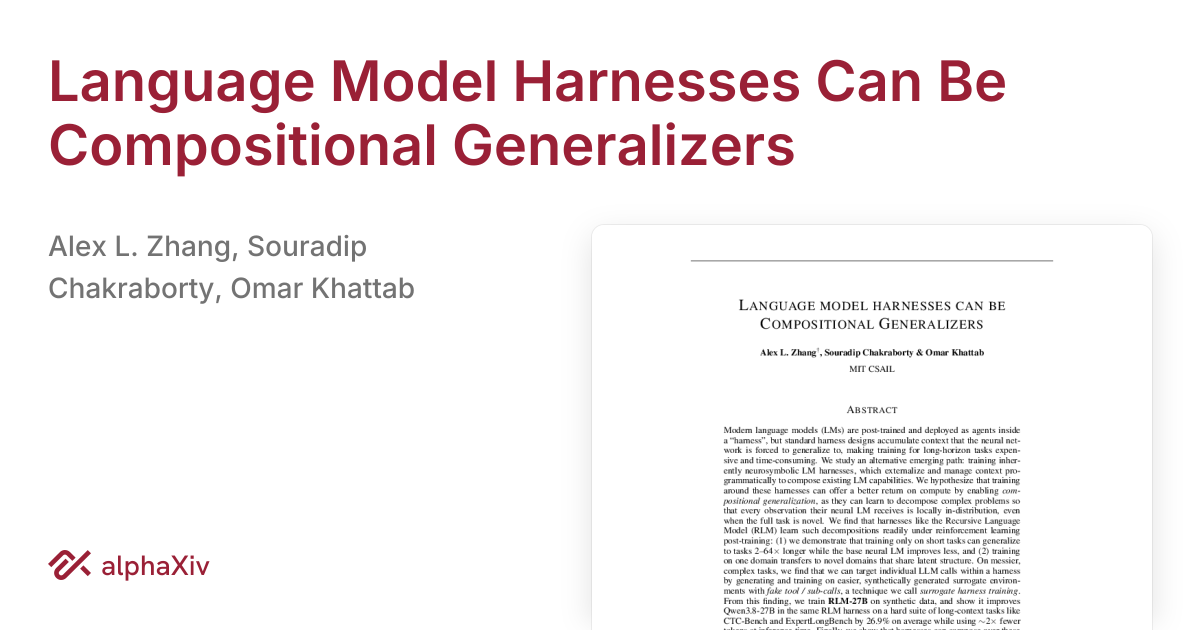 Language Model Harnesses Can Be
Compositional Generalizers
Alex L. Zhang, Souradip
Chakraborty, Omar Khattab
alphaXiv
LANGUAGE MODEL HARNESSES CAN BE
COMPOSITIONAL GENERALIZERS
Alex L. Zhang†, Souradip Chakraborty & Omar Khattab
MIT CSAIL
ABSTRACT
Modern language models (LMs) are post-trained and deployed as agents inside
a “harness”, but standard harness designs accumulate context that the neural net-
work is forced to generalize to, making training for long-horizon tasks expen-
sive and time-consuming. We study an alternative emerging path: training inher-
ently neurosymbolic LM harnesses, which externalize and manage context pro-
grammatically to compose existing LM capabilities. We hypothesize that training
around these harnesses can offer a better return on compute by enabling com-
positional generalization, as they can learn to decompose complex problems so
that every observation their neural LM receives is locally in-distribution, even
when the full task is novel. We find that harnesses like the Recursive Language
Model (RLM) learn such decompositions readily under reinforcement learning
post-training: (1) we demonstrate that training only on short tasks can generalize
to tasks 2–64× longer while the base neural LM improves less, and (2) training
on one domain transfers to novel domains that share latent structure. On messier,
complex tasks, we find that we can target individual LLM calls within a harness
by generating and training on easier, synthetically generated surrogate environ-
ments with fake tool / sub-calls, a technique we call surrogate harness training.
From this finding, we train RLM-27B on synthetic data, and show it improves
Qwen3.8-27B in the same RLM harness on a hard suite of long-context tasks like
CTC-Bench and ExpertLongBench by 26.9% on average while using ∼2× fewer